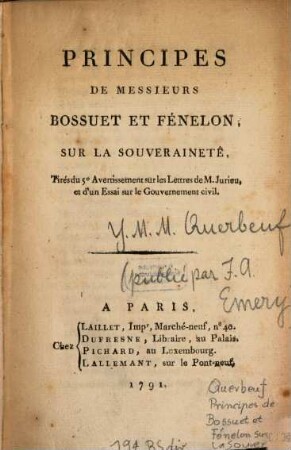 PRINCIPES
DE MESSIEURS
BOSSUET ET FÉNELON,
SUR LA SOUVERAINETÉ,
Tirés du 5e Avertissement sur les Lettres de M. Jurieu,
et d'un Essai sur le Gouvernement civil.
Y. M. M. Querbeuf
(publié par J. A.
Emery
A PARIS,
Chez
LAILLET, Impr, Marché-neuf, n° 40.
DUFRESNE, Libraire, au Palais.
PICHARD, au Luxembourg.
LALLEMANT, sur le Pont-neuf.
1791.
Querbeuf
Principes de
Bossuet et
Fénelon sur
la Souver